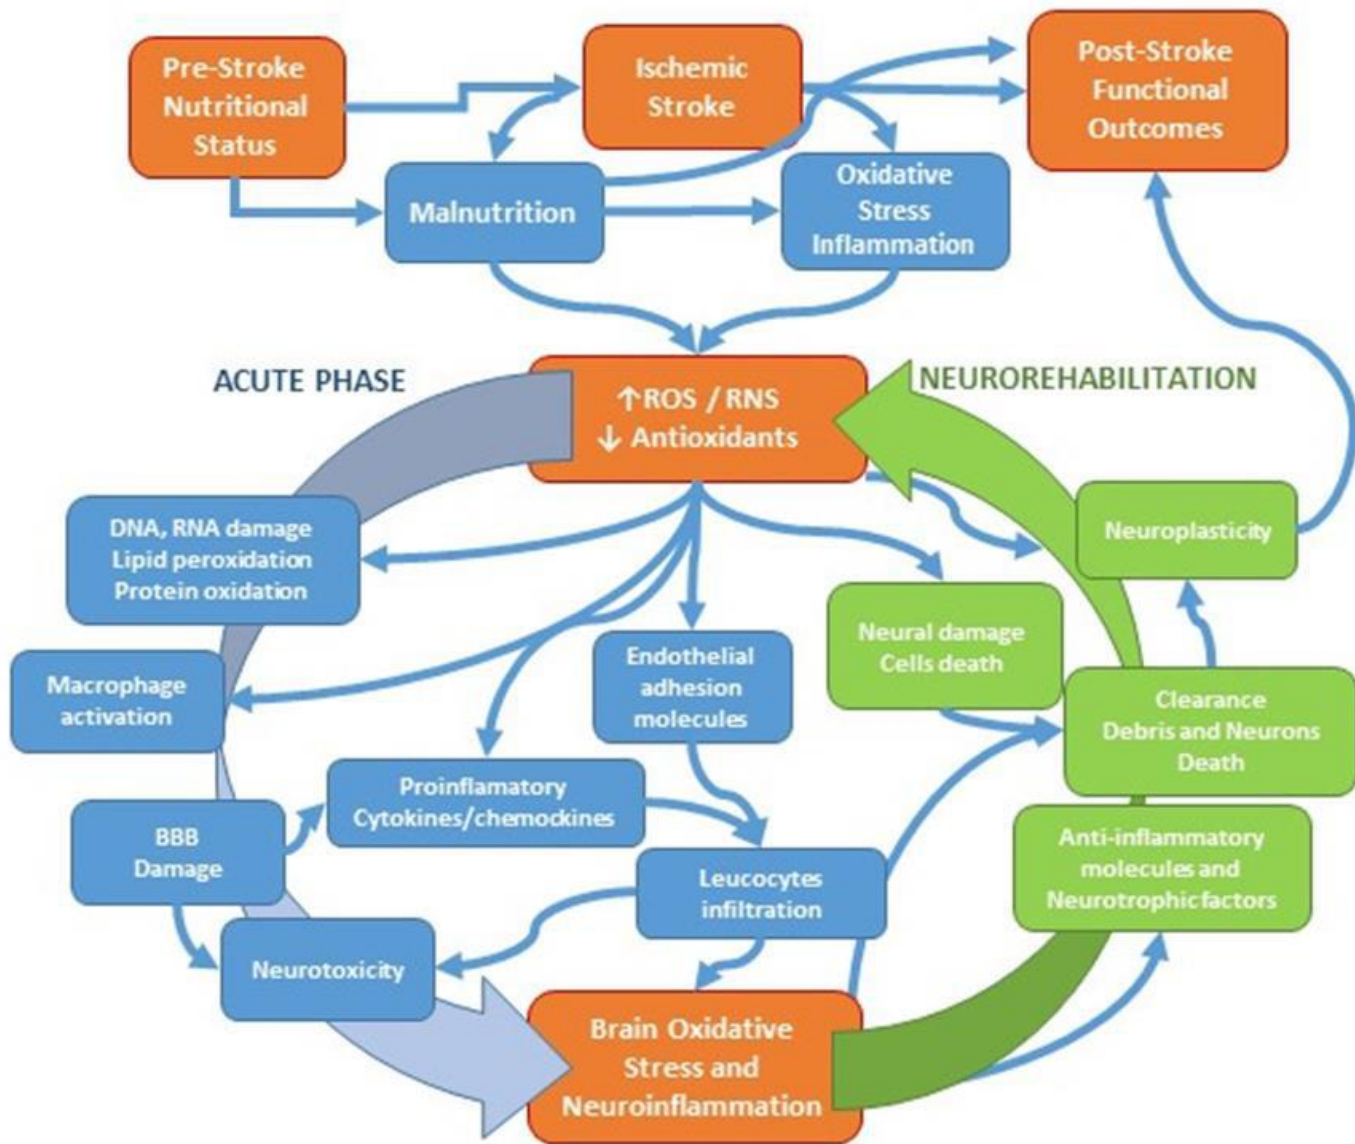 Pre-Stroke
Nutritional
Status
Ischemic
Stroke
Post-Stroke
Functional
Outcomes
Malnutrition
Oxidative
Stress
Inflammation
ACUTE PHASE
↑ROS / RNS
↓ Antioxidants
NEUROREHABILITATION
DNA, RNA damage
Lipid peroxidation
Protein oxidation
Neuroplasticity
Macrophage
activation
Endothelial
adhesion
molecules
Neural damage
Cells death
Clearance
Debris and Neurons
Death
Proinflamatory
Cytokines/chemockines
BBB
Damage
Leucocytes
infiltration
Anti-inflammatory
molecules and
Neurotrophic factors
Neurotoxicity
Brain Oxidative
Stress and
Neuroinflammation